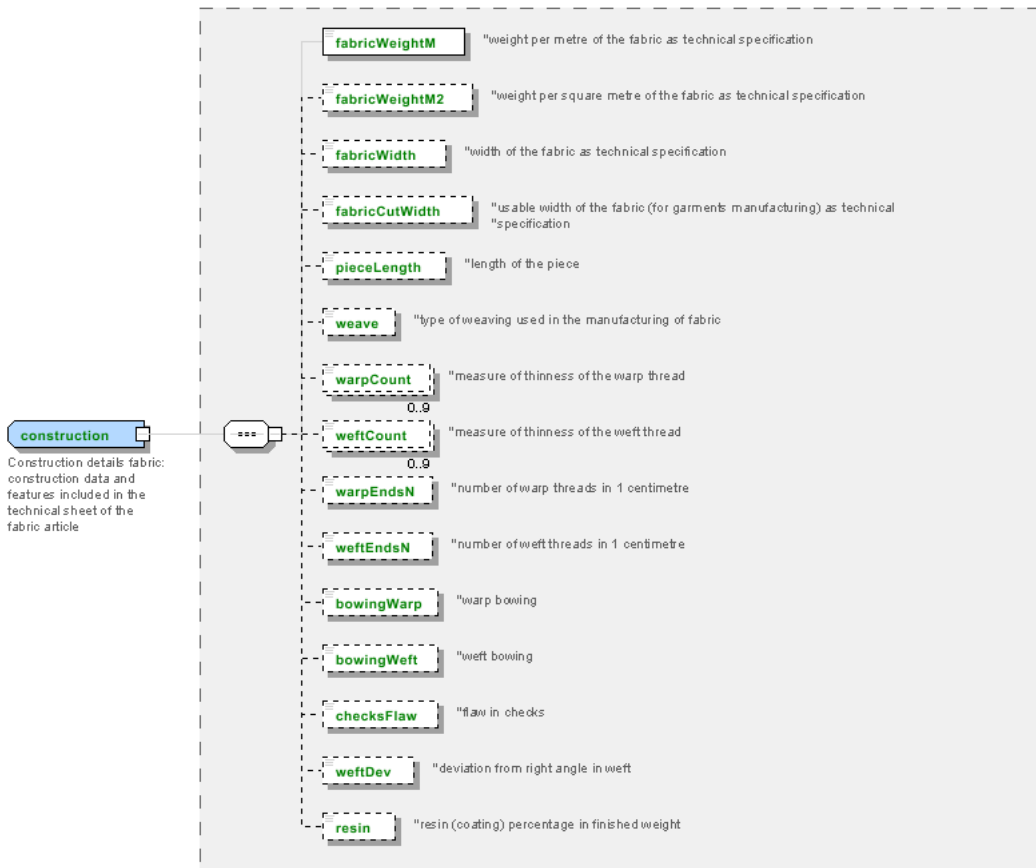 fabricWeightM
"weight per metre of the fabric as technical specification
fabricWeightM2
"weight per square metre of the fabric as technical specification
fabricWidth
"width of the fabric as technical specification
fabricCutWidth
"usable width of the fabric (for garments manufacturing) as technical
"specification
pieceLength
"length of the piece
weave
"type of weaving used in the manufacturing of fabric
warpCount
"measure of thinness of the warp thread
0..9
construction
Construction details fabric:
construction data and
features included in the
technical sheet of the
fabric article
weftCount
"measure of thinness of the weft thread
0..9
warpEndsN
"number of warp threads in 1 centimetre
weftEndsN
"number of weft threads in 1 centimetre
bowingWarp
"warp bowing
bowingWeft
"weft bowing
checksFlaw
"flaw in checks
weftDev
"deviation from right angle in weft
resin
"resin (coating) percentage in finished weight